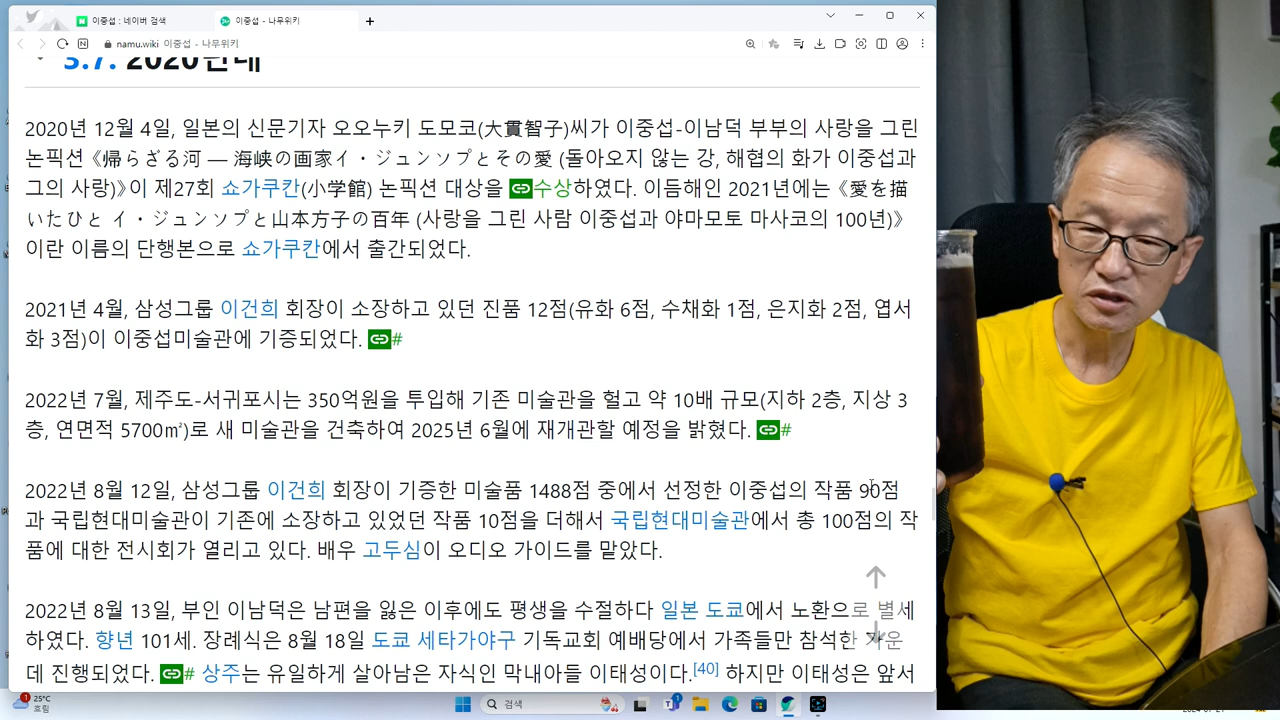 이중섭 : 네이버 검색
이중섭 - 나무위키
namu.wiki 이중섭 - 나무위키
3.7. 2020년대
2020년 12월 4일, 일본의 신문기자 오오누키 도모코(大貫智子)씨가 이중섭-이남덕 부부의 사랑을 그린
논픽션《帰らざる河 — 海峡の画家イ・ジュンソプとその愛 (돌아오지 않는 강, 해협의 화가 이중섭과
그의 사랑)》이 제27회 쇼가쿠칸(小学館) 논픽션 대상을 수상하였다. 이듬해인 2021년에는《愛を描
いたひと イ・ジュンソプと山本方子の百年 (사랑을 그린 사람 이중섭과 야마모토 마사코의 100년)》
이란 이름의 단행본으로 쇼가쿠칸에서 출간되었다.
2021년 4월, 삼성그룹 이건희 회장이 소장하고 있던 진품 12점(유화 6점, 수채화 1점, 은지화 2점, 엽서
화 3점)이 이중섭미술관에 기증되었다. #
2022년 7월, 제주도-서귀포시는 350억원을 투입해 기존 미술관을 헐고 약 10배 규모(지하 2층, 지상 3
층, 연면적 5700㎡)로 새 미술관을 건축하여 2025년 6월에 재개관할 예정을 밝혔다. #
2022년 8월 12일, 삼성그룹 이건희 회장이 기증한 미술품 1488점 중에서 선정한 이중섭의 작품 90점
과 국립현대미술관이 기존에 소장하고 있었던 작품 10점을 더해서 국립현대미술관에서 총 100점의 작
품에 대한 전시회가 열리고 있다. 배우 고두심이 오디오 가이드를 맡았다.
2022년 8월 13일, 부인 이남덕은 남편을 잃은 이후에도 평생을 수절하다 일본 도쿄에서 노환으로 별세
하였다. 향년 101세. 장례식은 8월 18일 도쿄 세타가야구 기독교회 예배당에서 가족들만 참석한 가운
데 진행되었다. # 상주는 유일하게 살아남은 자식인 막내아들 이태성이다.[40] 하지만 이태성은 앞서
25°C
흐림
검색